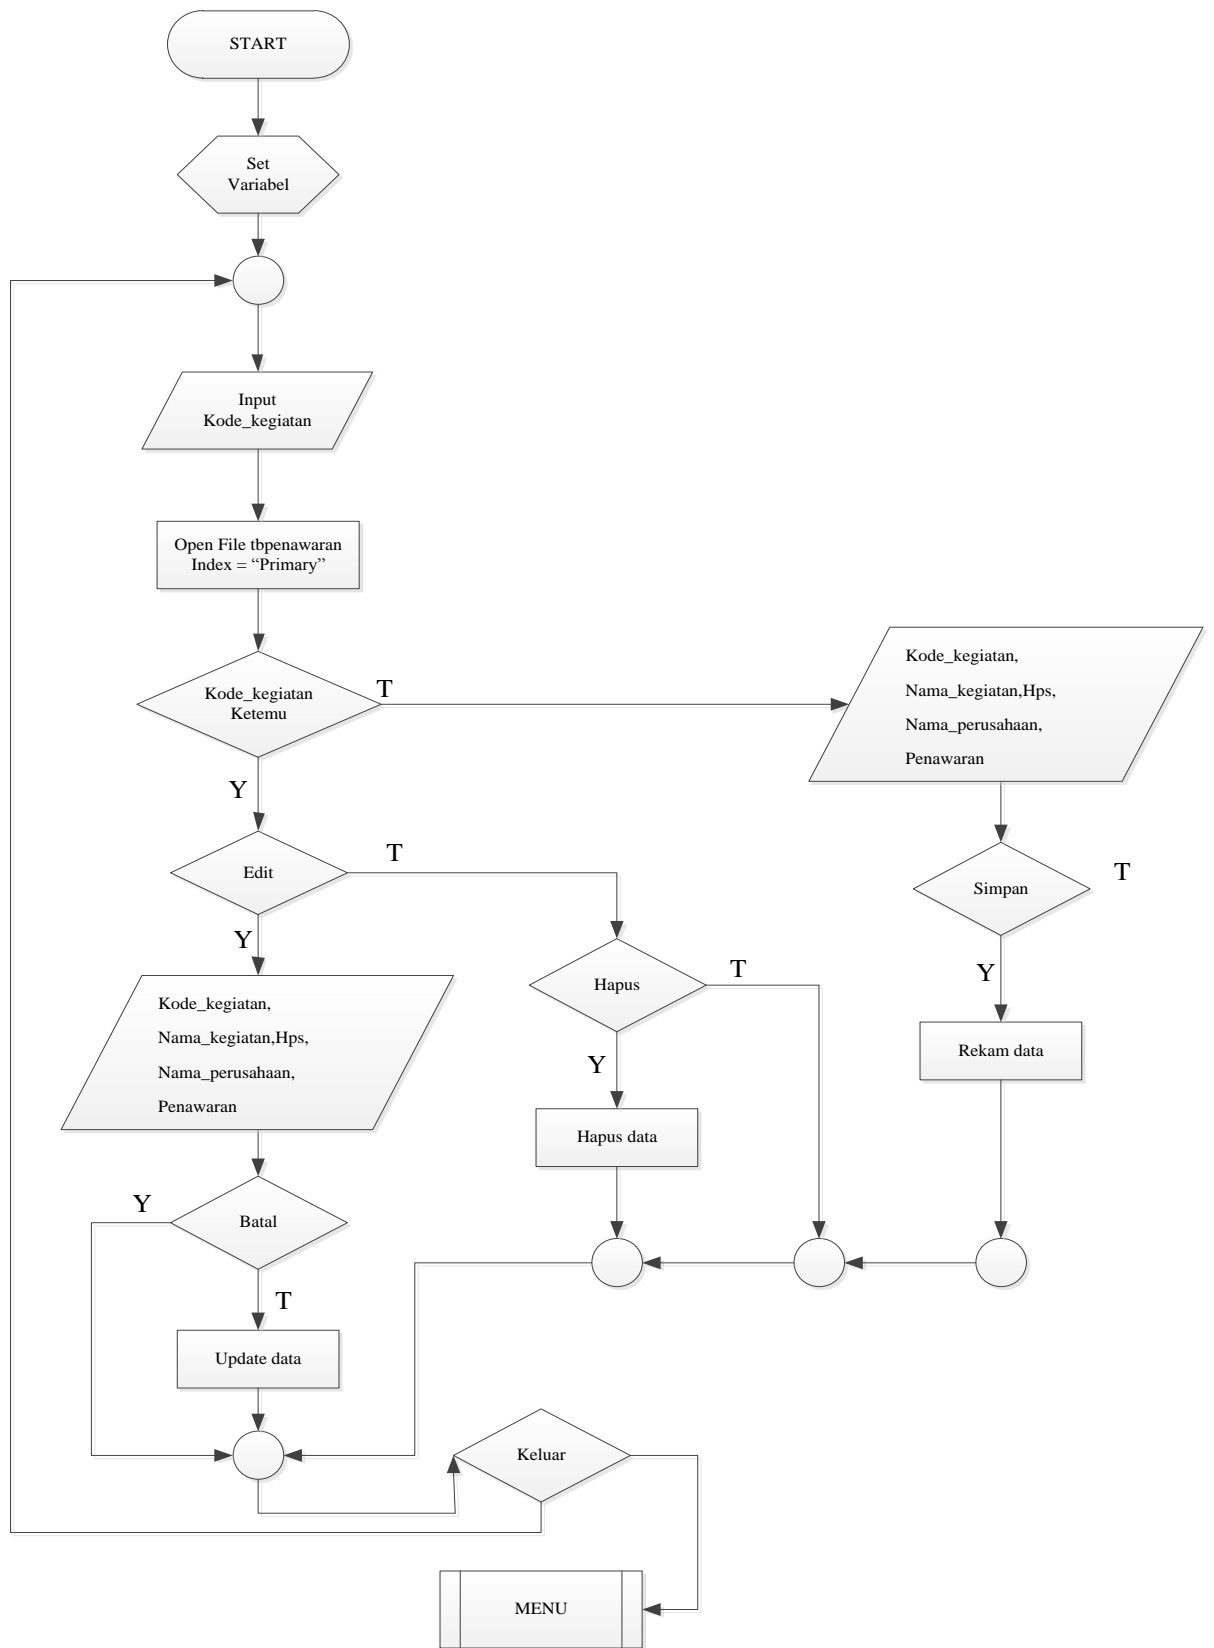 START
Set
Variabel
Input
Kode_kegiatan
Open File tbpenawaran
Index = “Primary”
Kode_kegiatan
Ketemu
T
Kode_kegiatan,
Nama_kegiatan,Hps,
Nama_perusahaan,
Penawaran
Y
Edit
T
Simpan
T
Y
Kode_kegiatan,
Nama_kegiatan,Hps,
Nama_perusahaan,
Penawaran
Hapus
T
Y
Rekam data
Y
Hapus data
Y
Batal
T
Update data
Keluar
MENU